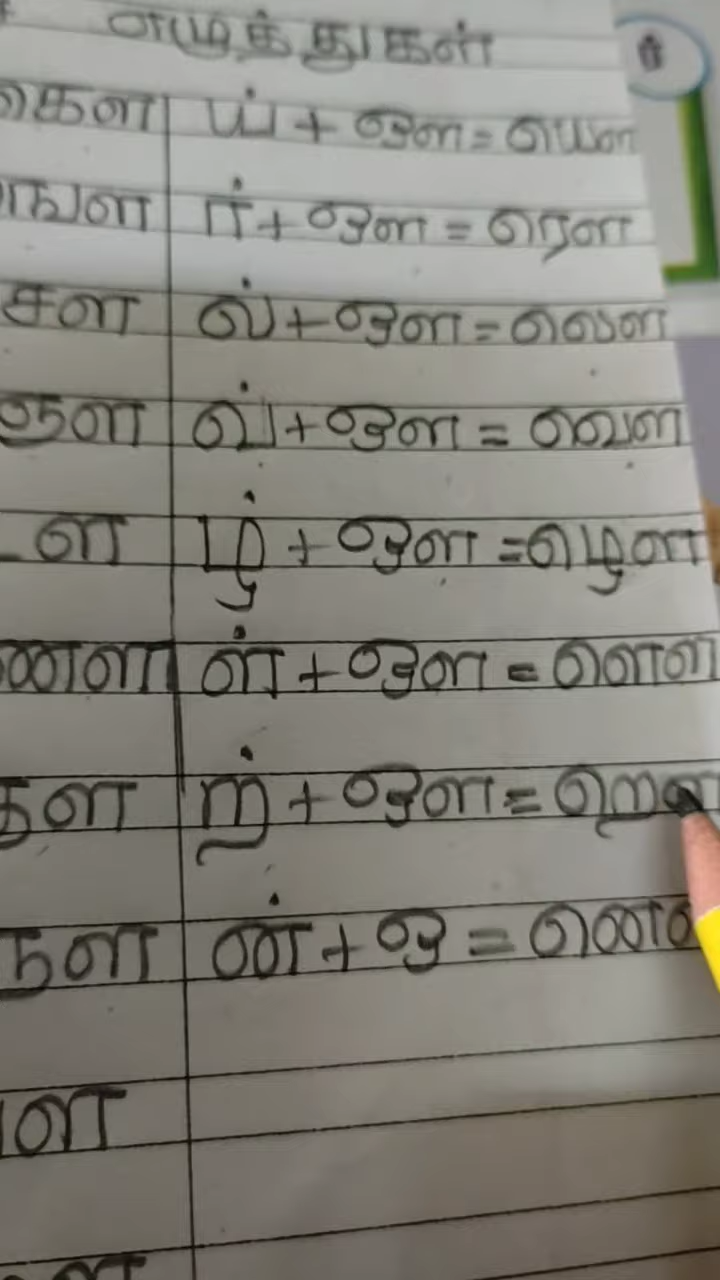 எழுத்துகள்
கௌ ய் + ஔ = யௌ
ஙௌ ர் + ஔ = ரௌ
சௌ ல் + ஔ = லௌ
ஞௌ வ் + ஔ = வௌ
ழ் + ஔ = ழௌ
ணௌ ள் + ஔ = ளௌ
தௌ ற் + ஔ = றௌ
நௌ ன் + ஒ = னௌ